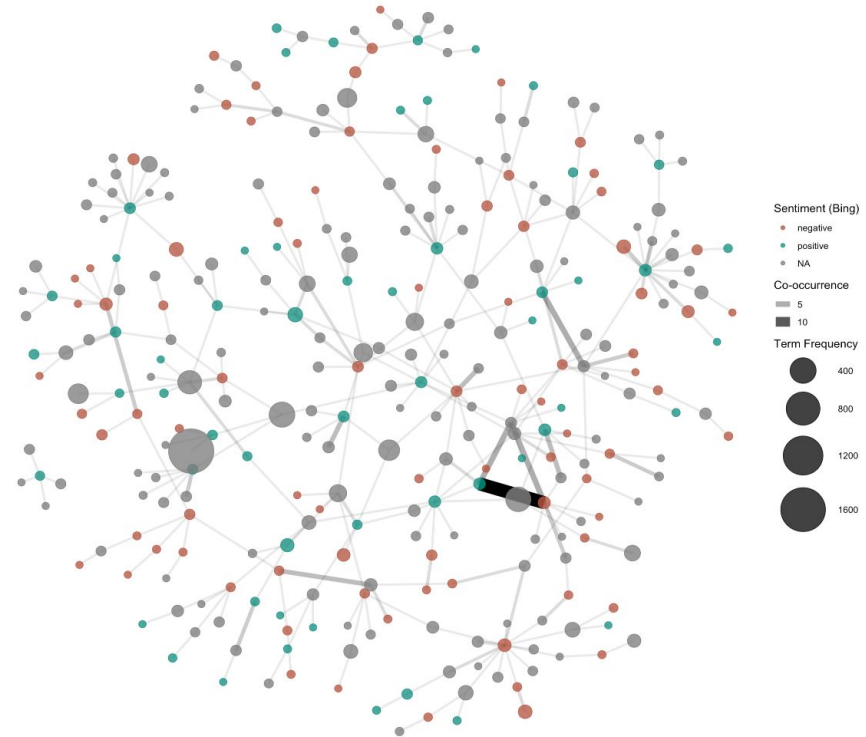 Sentiment (Bing)
negative
positive
NA
Co-occurrence
5
10
Term Frequency
400
800
1200
1600